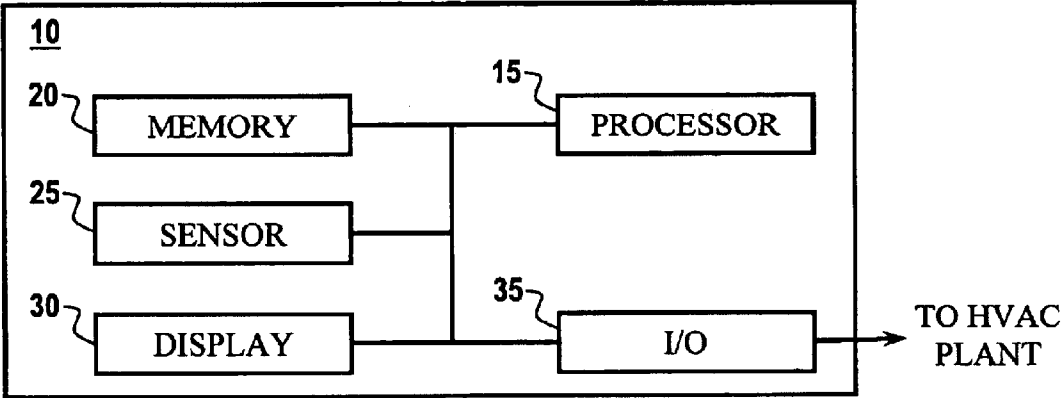 10
20
MEMORY
15
PROCESSOR
25
SENSOR
30
DISPLAY
35
I/O
TO HVAC
PLANT